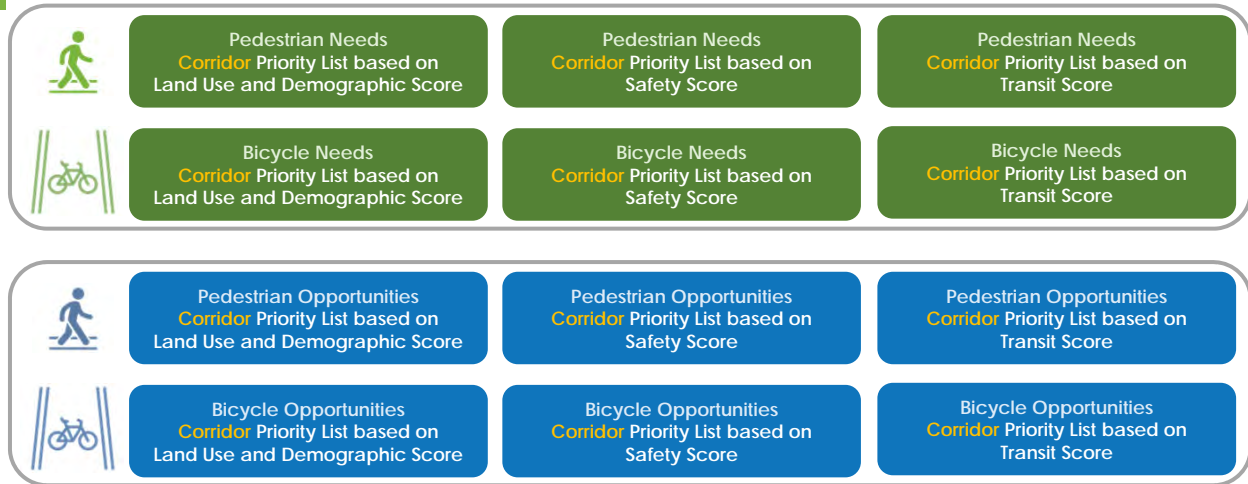 Pedestrian Needs
Corridor Priority List based on
Land Use and Demographic Score
Pedestrian Needs
Corridor Priority List based on
Safety Score
Pedestrian Needs
Corridor Priority List based on
Transit Score
Bicycle Needs
Corridor Priority List based on
Land Use and Demographic Score
Bicycle Needs
Corridor Priority List based on
Safety Score
Bicycle Needs
Corridor Priority List based on
Transit Score
Pedestrian Opportunities
Corridor Priority List based on
Land Use and Demographic Score
Pedestrian Opportunities
Corridor Priority List based on
Safety Score
Pedestrian Opportunities
Corridor Priority List based on
Transit Score
Bicycle Opportunities
Corridor Priority List based on
Land Use and Demographic Score
Bicycle Opportunities
Corridor Priority List based on
Safety Score
Bicycle Opportunities
Corridor Priority List based on
Transit Score